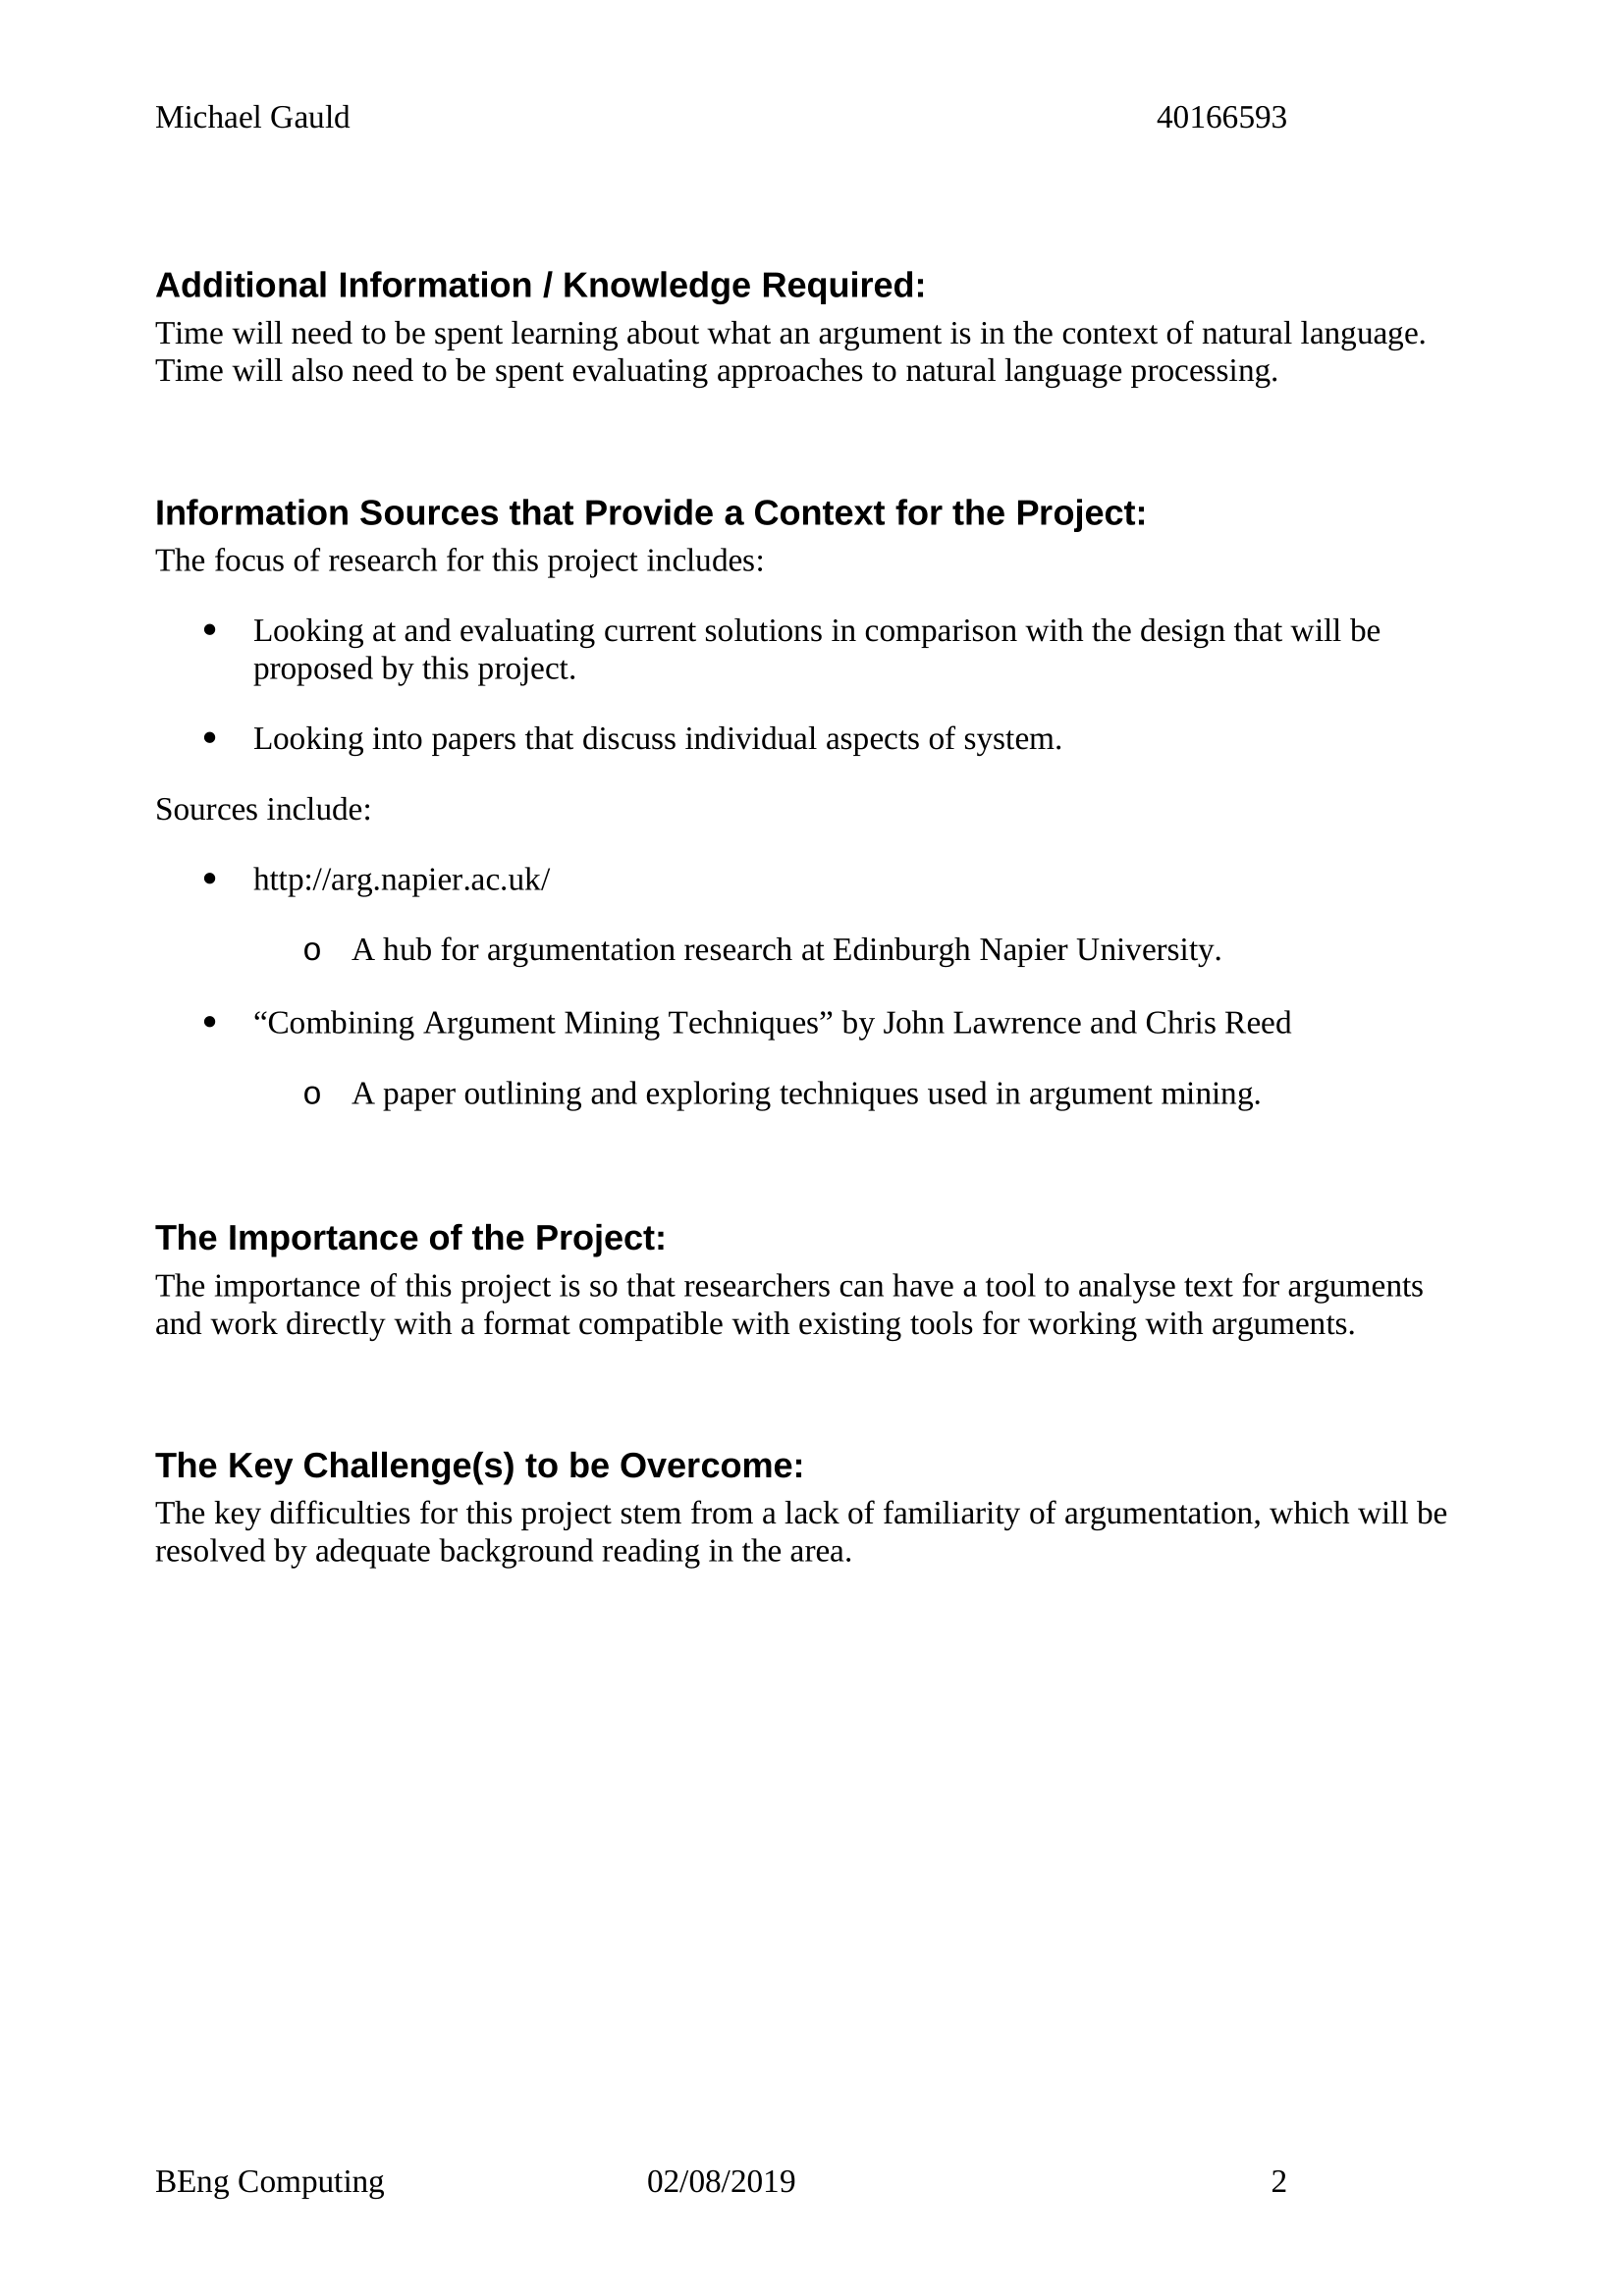 Michael Gauld 40166593
Additional Information / Knowledge Required:
Time will need to be spent learning about what an argument is in the context of natural language.
Time will also need to be spent evaluating approaches to natural language processing.
Information Sources that Provide a Context for the Project:
The focus of research for this project includes:
• Looking at and evaluating current solutions in comparison with the design that will be
proposed by this project.
• Looking into papers that discuss individual aspects of system.
Sources include:
• http://arg.napier.ac.uk/
o A hub for argumentation research at Edinburgh Napier University.
• “Combining Argument Mining Techniques” by John Lawrence and Chris Reed
o A paper outlining and exploring techniques used in argument mining.
The Importance of the Project:
The importance of this project is so that researchers can have a tool to analyse text for arguments
and work directly with a format compatible with existing tools for working with arguments.
The Key Challenge(s) to be Overcome:
The key difficulties for this project stem from a lack of familiarity of argumentation, which will be
resolved by adequate background reading in the area.
BEng Computing 02/08/2019 2